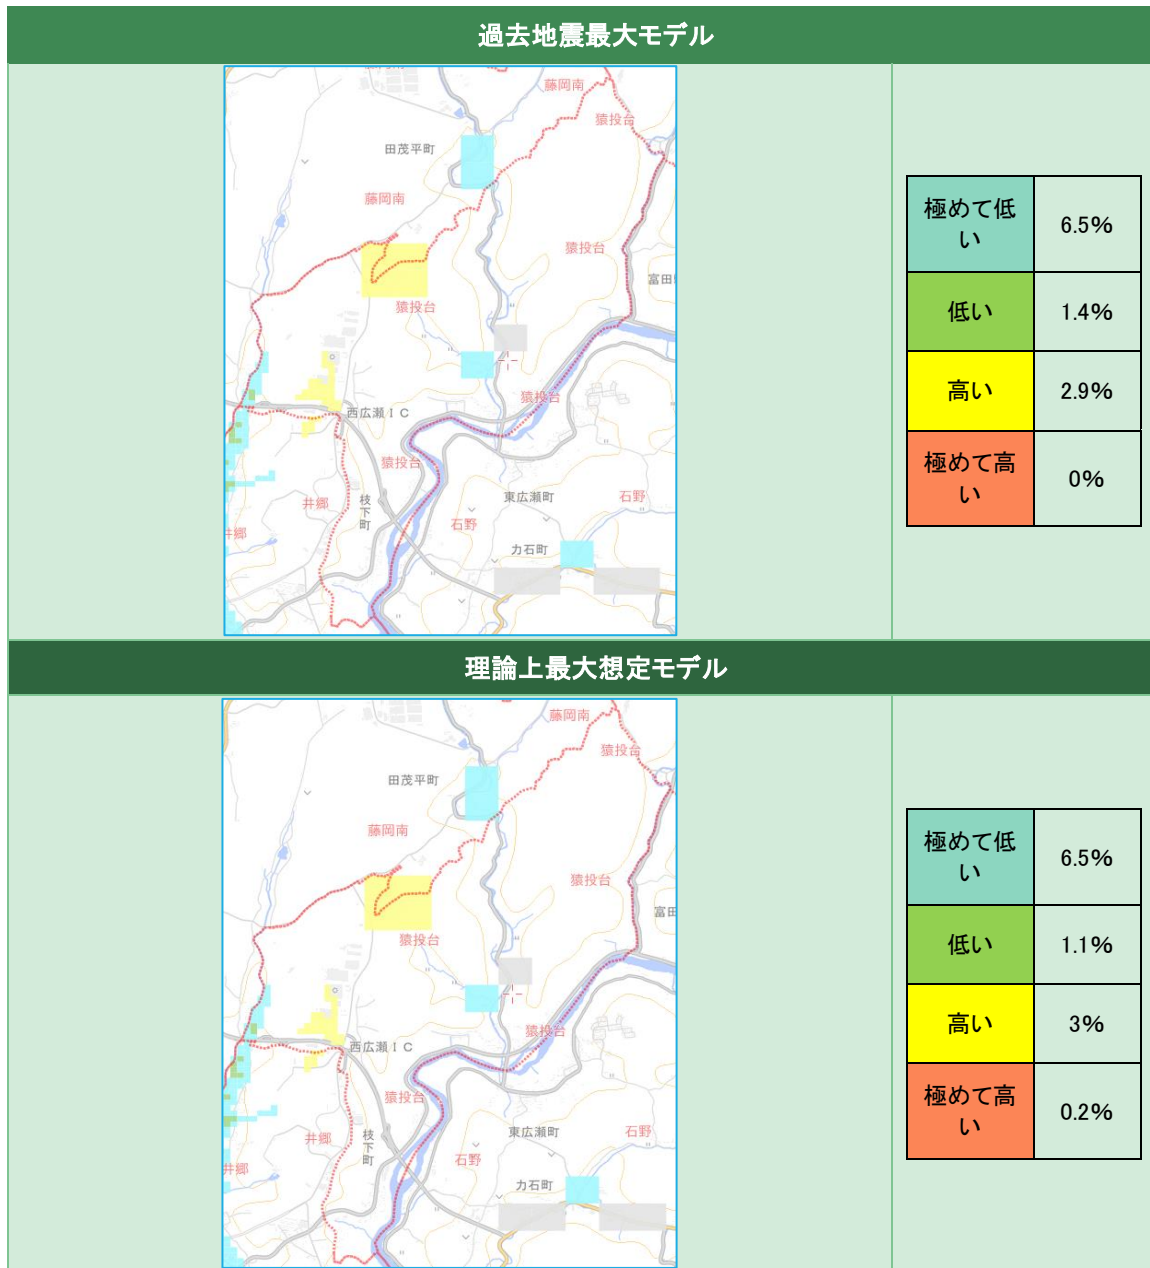 過去地震最大モデル
藤岡南
猿投台
田茂平町
藤岡南
猿投台
富田
猿投台
猿投台
西広瀬IC
猿投台
東広瀬町
石野
井郷
枝下町
石野
井郷
力石町
極めて低
い
6.5%
低い
1.4%
高い
2.9%
極めて高
い
0%
理論上最大想定モデル
藤岡南
猿投台
田茂平町
藤岡南
猿投台
富田
猿投台
猿投台
西広瀬IC
猿投台
東広瀬町
石野
井郷
枝下町
石野
井郷
力石町
極めて低
い
6.5%
低い
1.1%
高い
3%
極めて高
い
0.2%